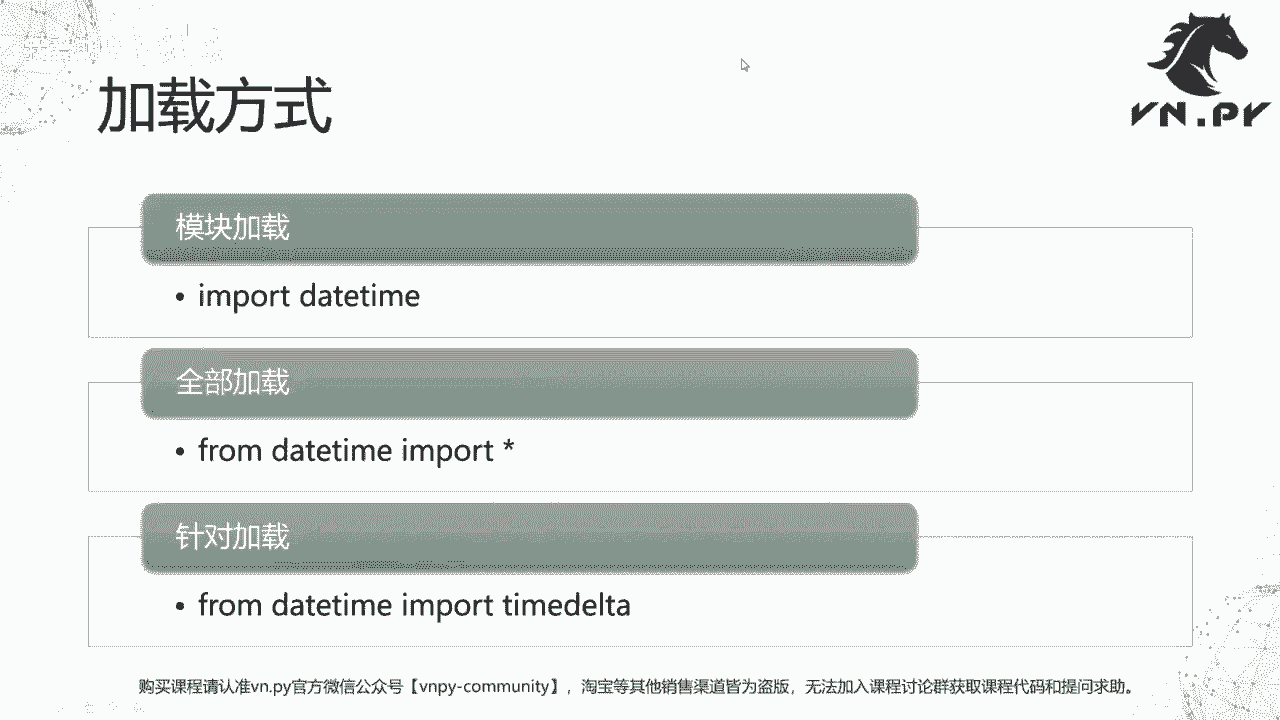 加载方式
VN.PY
模块加载
• import datetime
全部加载
• from datetime import *
针对加载
• from datetime import timedelta
购买课程请认准vn.py官方微信公众号【vnpy-community】，淘宝等其他销售渠道皆为盗版，无法加入课程讨论群获取课程代码和提问求助。